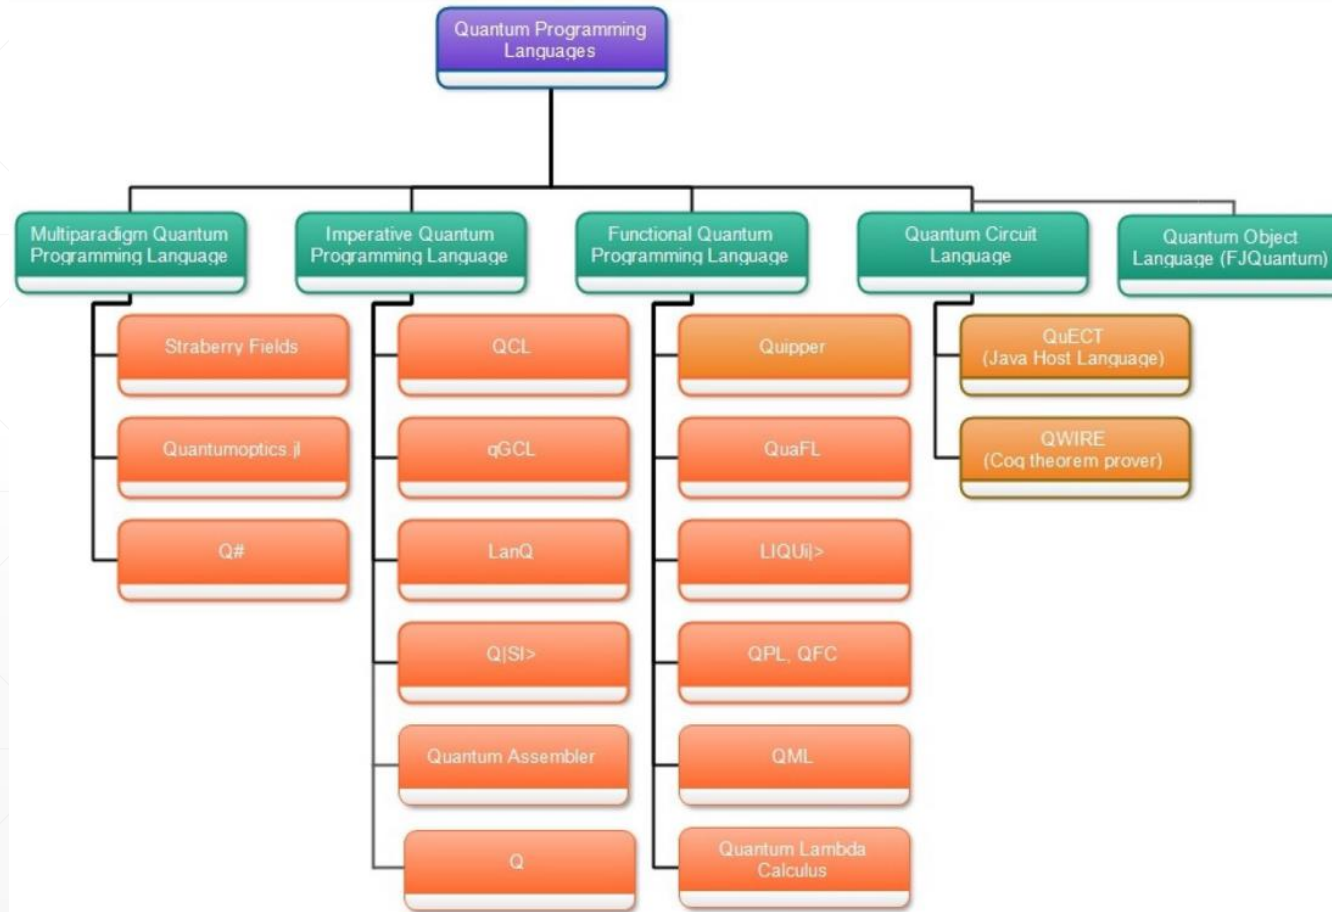 Quantum Programming
Languages
Multiparadigm Quantum
Programming Language
Imperative Quantum
Programming Language
Functional Quantum
Programming Language
Quantum Circuit
Language
Quantum Object
Language (FJQuantum)
Straberry Fields
Quantumoptics.jl
Q#
QCL
qGCL
LanQ
Q|SI>
Quantum Assembler
Q
Quipper
QuaFL
LIQUi|>
QPL, QFC
QML
Quantum Lambda
Calculus
QuECT
(Java Host Language)
QWIRE
(Coq theorem prover)